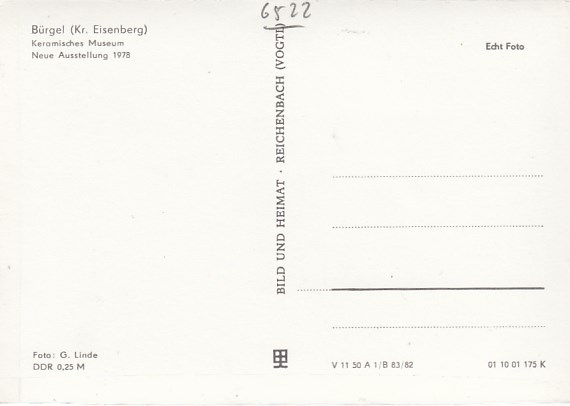 6522
Bürgel (Kr. Eisenberg)
Keramisches Museum
Neue Ausstellung 1978
Echt Foto
BILD UND HEIMAT · REICHENBACH (VOGTL)
Foto: G. Linde
DDR 0,25 M
V 11 50 A 1/B 83/82
01 10 01 175 K